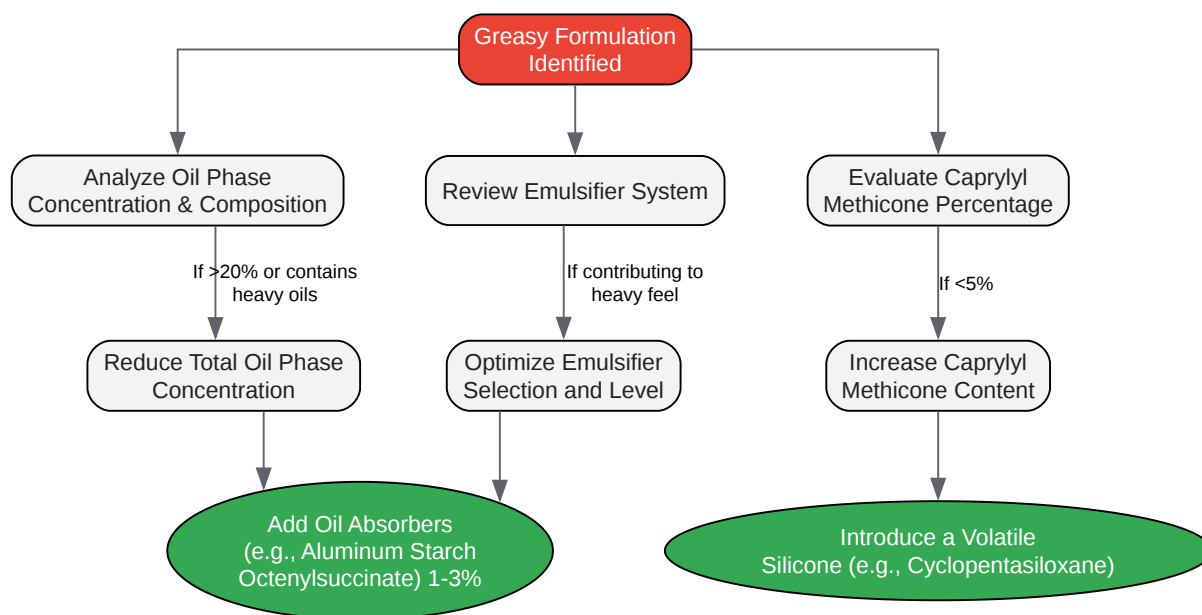 Greasy Formulation
Identified
Analyze Oil Phase
Concentration & Composition
Review Emulsifier System
Evaluate Caprylyl
Methicone Percentage
If >20% or contains
heavy oils
If contributing to
heavy feel
If <5%
Reduce Total Oil Phase
Concentration
Optimize Emulsifier
Selection and Level
Increase Caprylyl
Methicone Content
Add Oil Absorbers
(e.g., Aluminum Starch
Octenylsuccinate) 1-3%
Introduce a Volatile
Silicone (e.g., Cyclopentasiloxane)